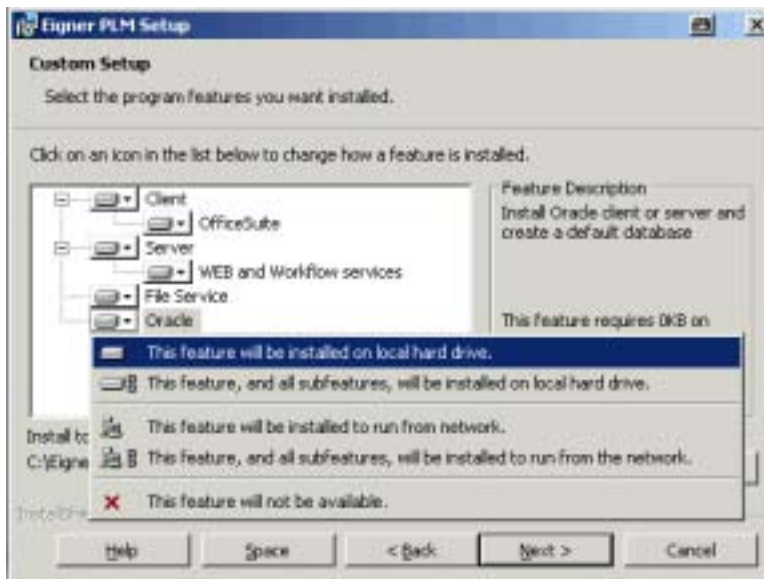 Eigner PLM Setup
Custom Setup
Select the program features you want installed.
Click on an icon in the list below to change how a feature is installed.
Client
OfficeSuite
Server
WEB and Workflow services
File Service
Oracle
Feature Description
Install Oracle client or server and
create a default database
This feature requires 0KB on
This feature will be installed on local hard drive.
This feature, and all subfeatures, will be installed on local hard drive.
This feature will be installed to run from network.
This feature, and all subfeatures, will be installed to run from the network.
This feature will not be available.
Install to
C:\Eigne
Help
Space
< Back
Next >
Cancel